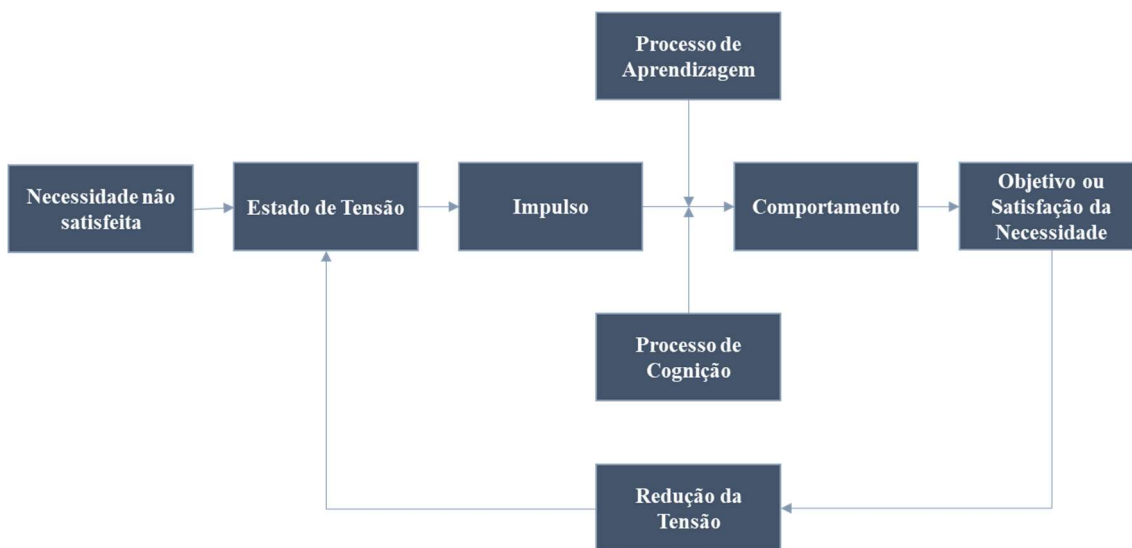 Processo de
Aprendizagem
Necessidade não
satisfeita
Estado de Tensão
Impulso
Comportamento
Objetivo ou
Satisfação da
Necessidade
Processo de
Cognição
Redução da
Tensão